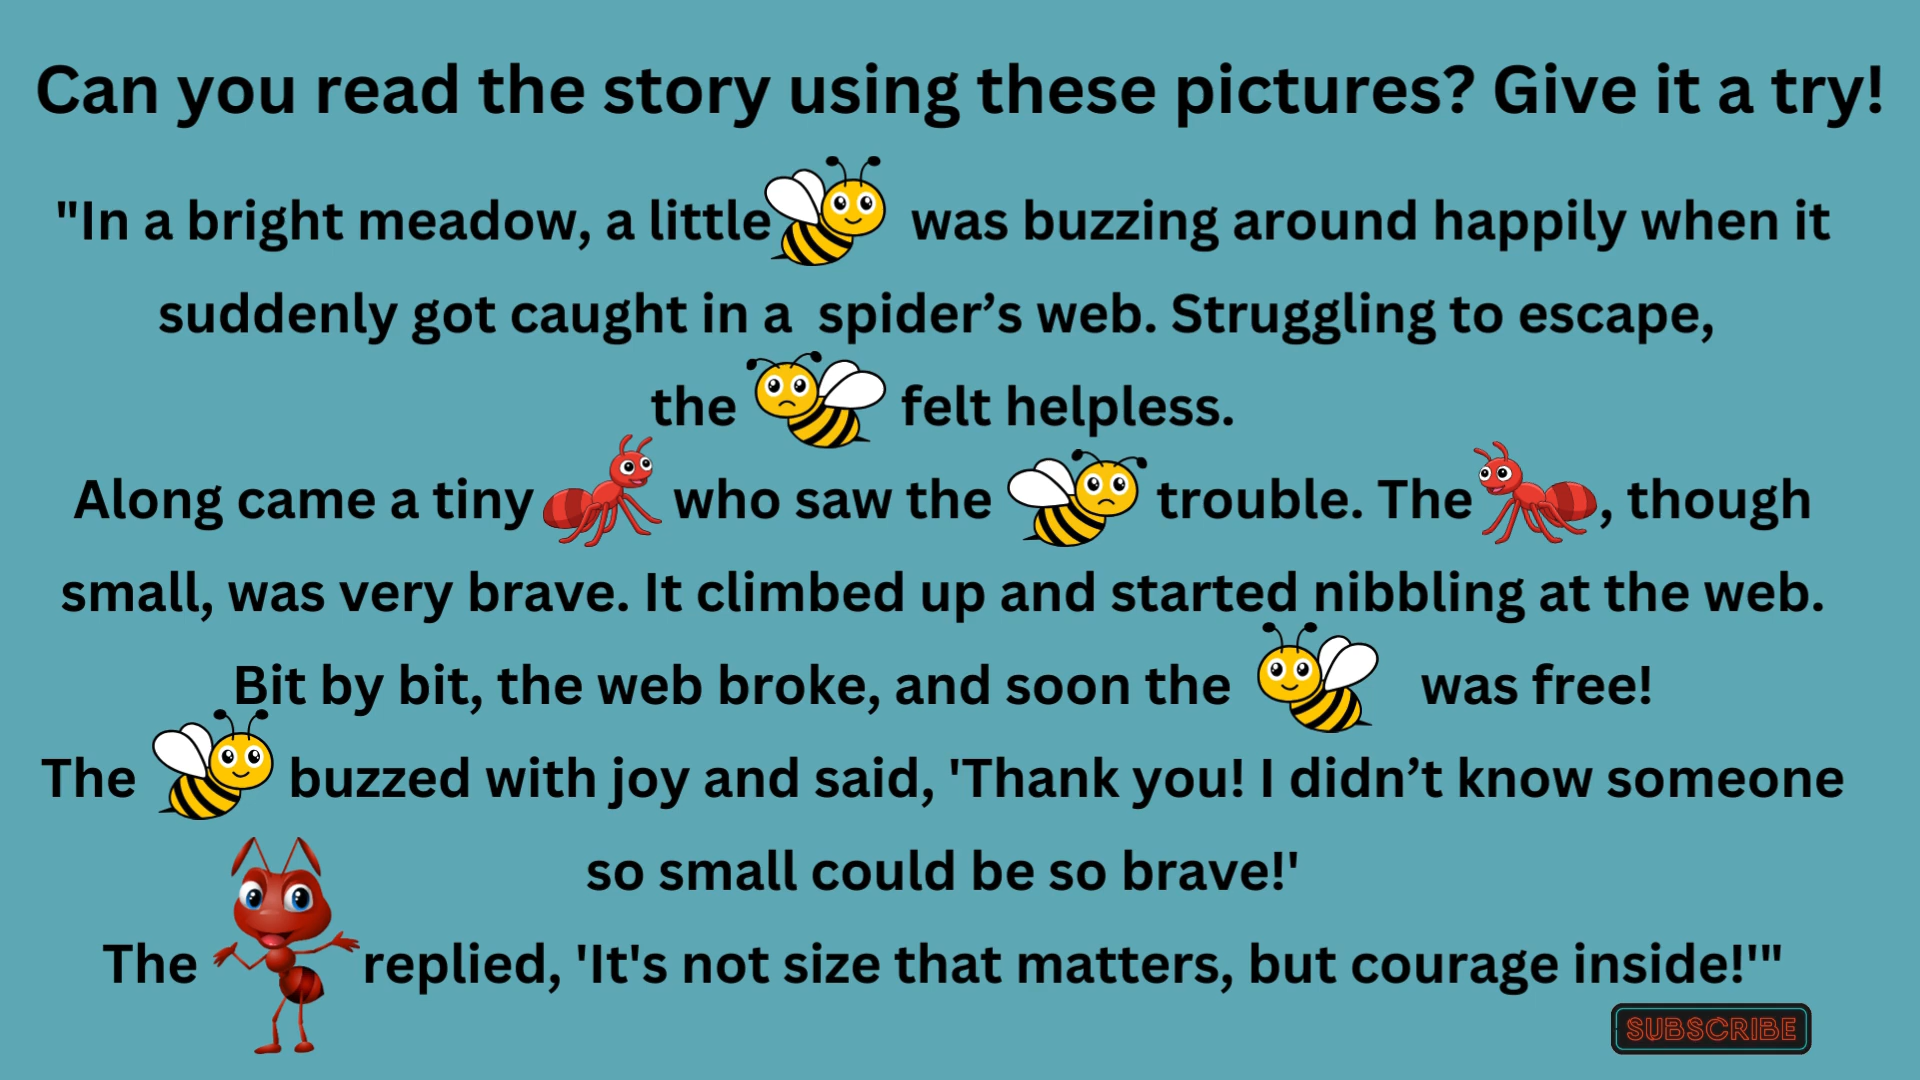 Can you read the story using these pictures? Give it a try!
"In a bright meadow, a little was buzzing around happily when it
suddenly got caught in a spider’s web. Struggling to escape,
the felt helpless.
Along came a tiny who saw the trouble. The , though
small, was very brave. It climbed up and started nibbling at the web.
Bit by bit, the web broke, and soon the was free!
The buzzed with joy and said, 'Thank you! I didn’t know someone
so small could be so brave!'
The replied, 'It's not size that matters, but courage inside!'"
SUBSCRIBE